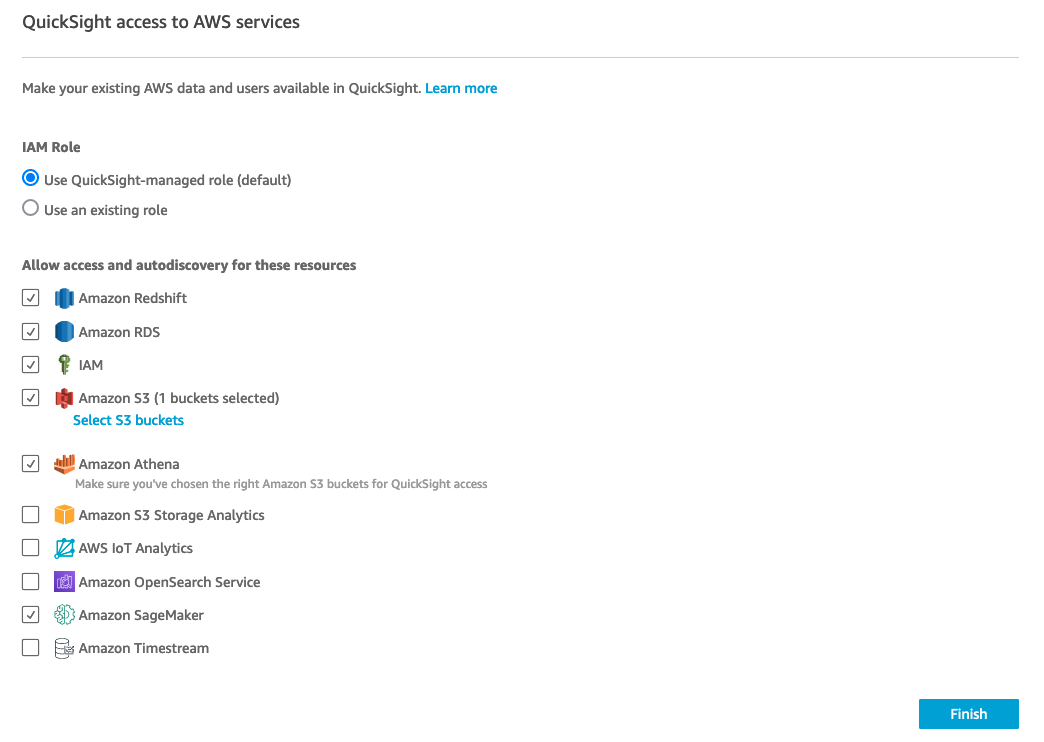 QuickSight access to AWS services
Make your existing AWS data and users available in QuickSight. Learn more
IAM Role
Use QuickSight-managed role (default)
Use an existing role
Allow access and autodiscovery for these resources
Amazon Redshift
Amazon RDS
IAM
Amazon S3 (1 buckets selected)
Select S3 buckets
Amazon Athena
Make sure you've chosen the right Amazon S3 buckets for QuickSight access
Amazon S3 Storage Analytics
AWS IoT Analytics
Amazon OpenSearch Service
Amazon SageMaker
Amazon Timestream
Finish